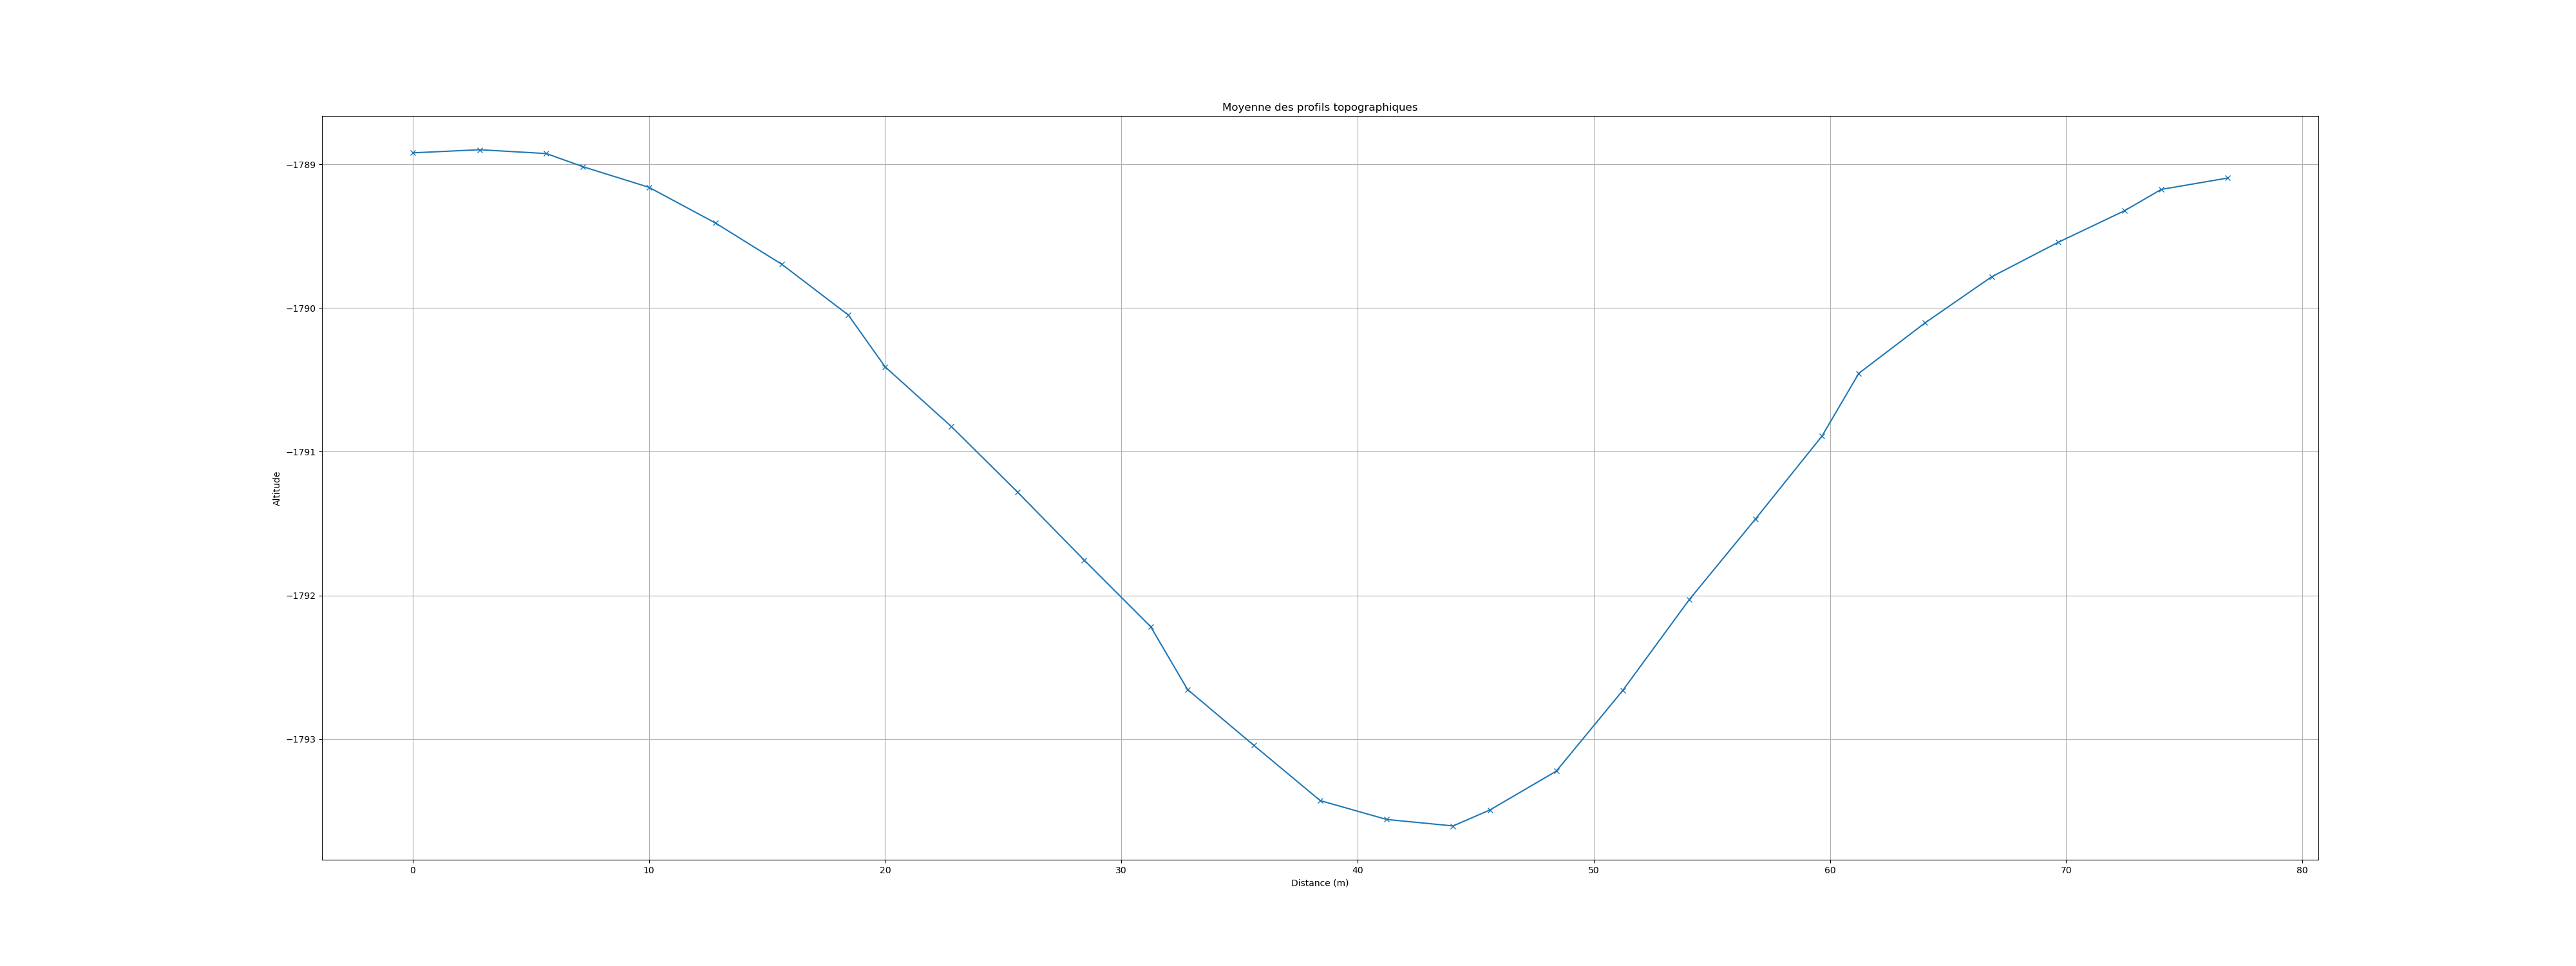 Moyenne des profils topographiques
−1789
−1790
−1791
−1792
−1793
Altitude
0 10 20 30 40 50 60 70 80
Distance (m)